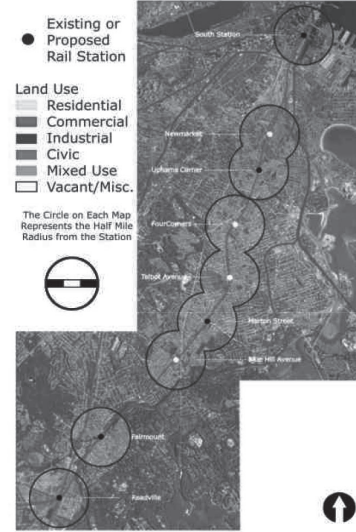 Existing or
Proposed
Rail Station
Land Use
Residential
Commercial
Industrial
Civic
Mixed Use
Vacant/Misc.
The Circle on Each Map
Represents the Half Mile
Radius from the Station
South Station
Newmarket
Uphams Corner
FourCorners
Talbot Avenue
Morton Street
Blue Hill Avenue
Fairmount
Readville